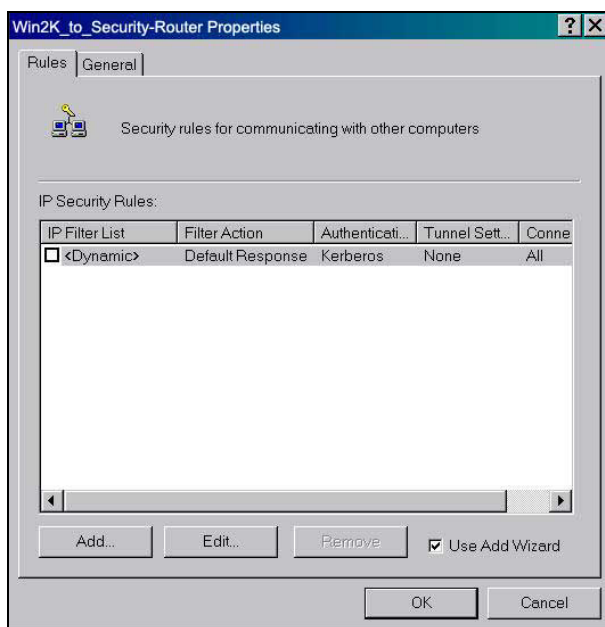 Win2K_to_Security-Router Properties
Rules General
Security rules for communicating with other computers
IP Security Rules:
IP Filter List Filter Action Authenticati... Tunnel Sett... Conne
<Dynamic> Default Response Kerberos None All
Add... Edit... Remove Use Add Wizard
OK Cancel